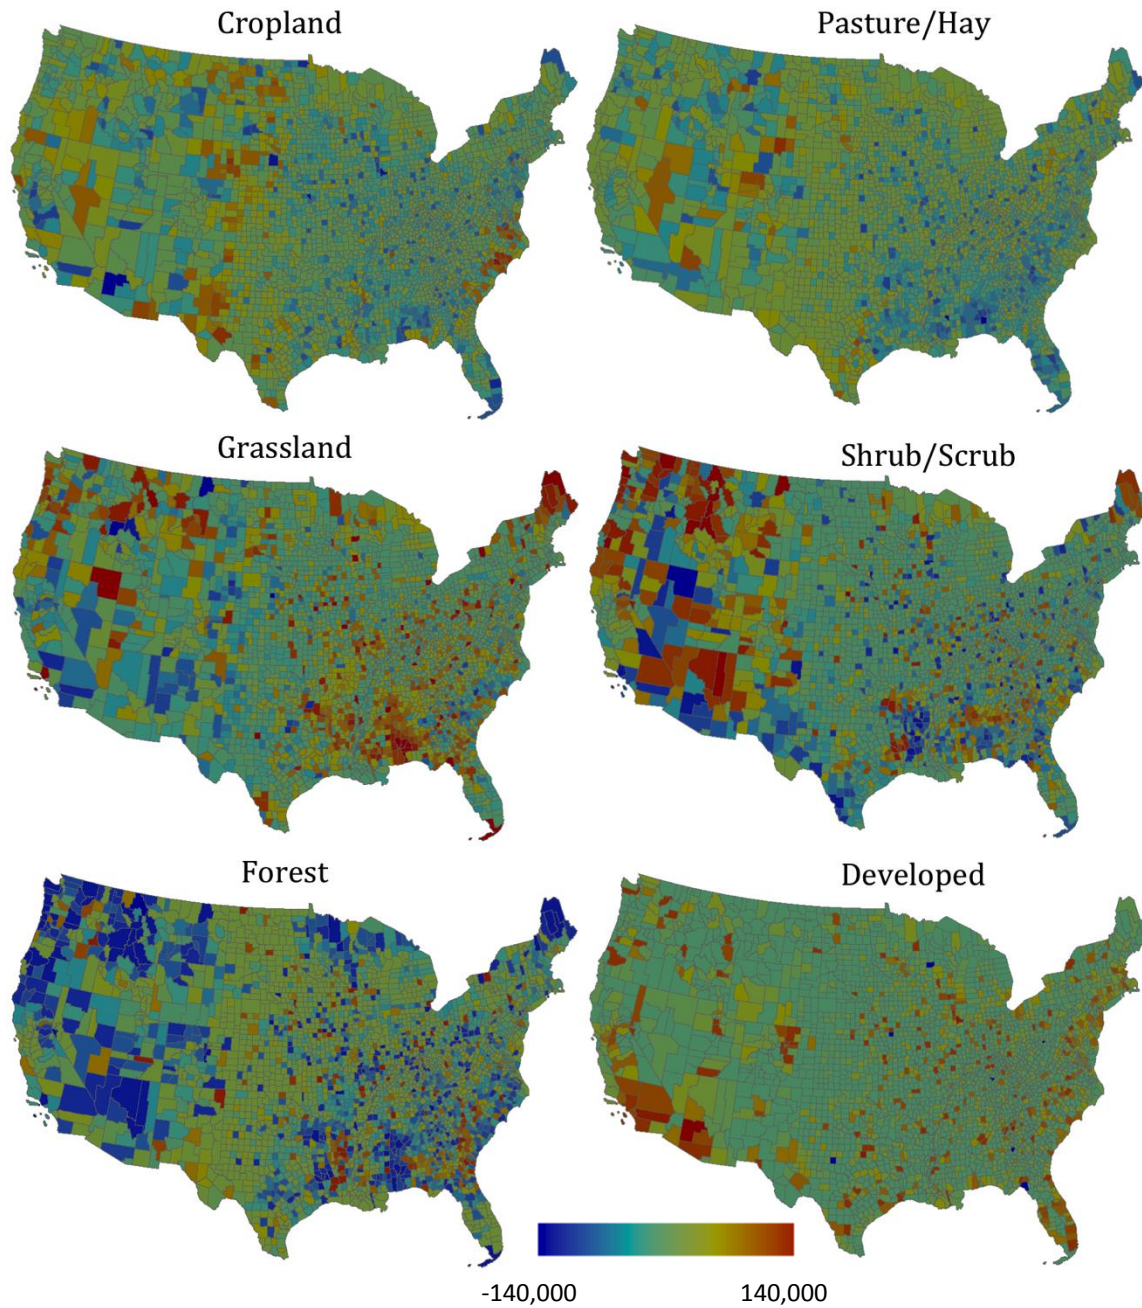 Cropland
Pasture/Hay
Grassland
Shrub/Scrub
Forest
Developed
-140,000
140,000